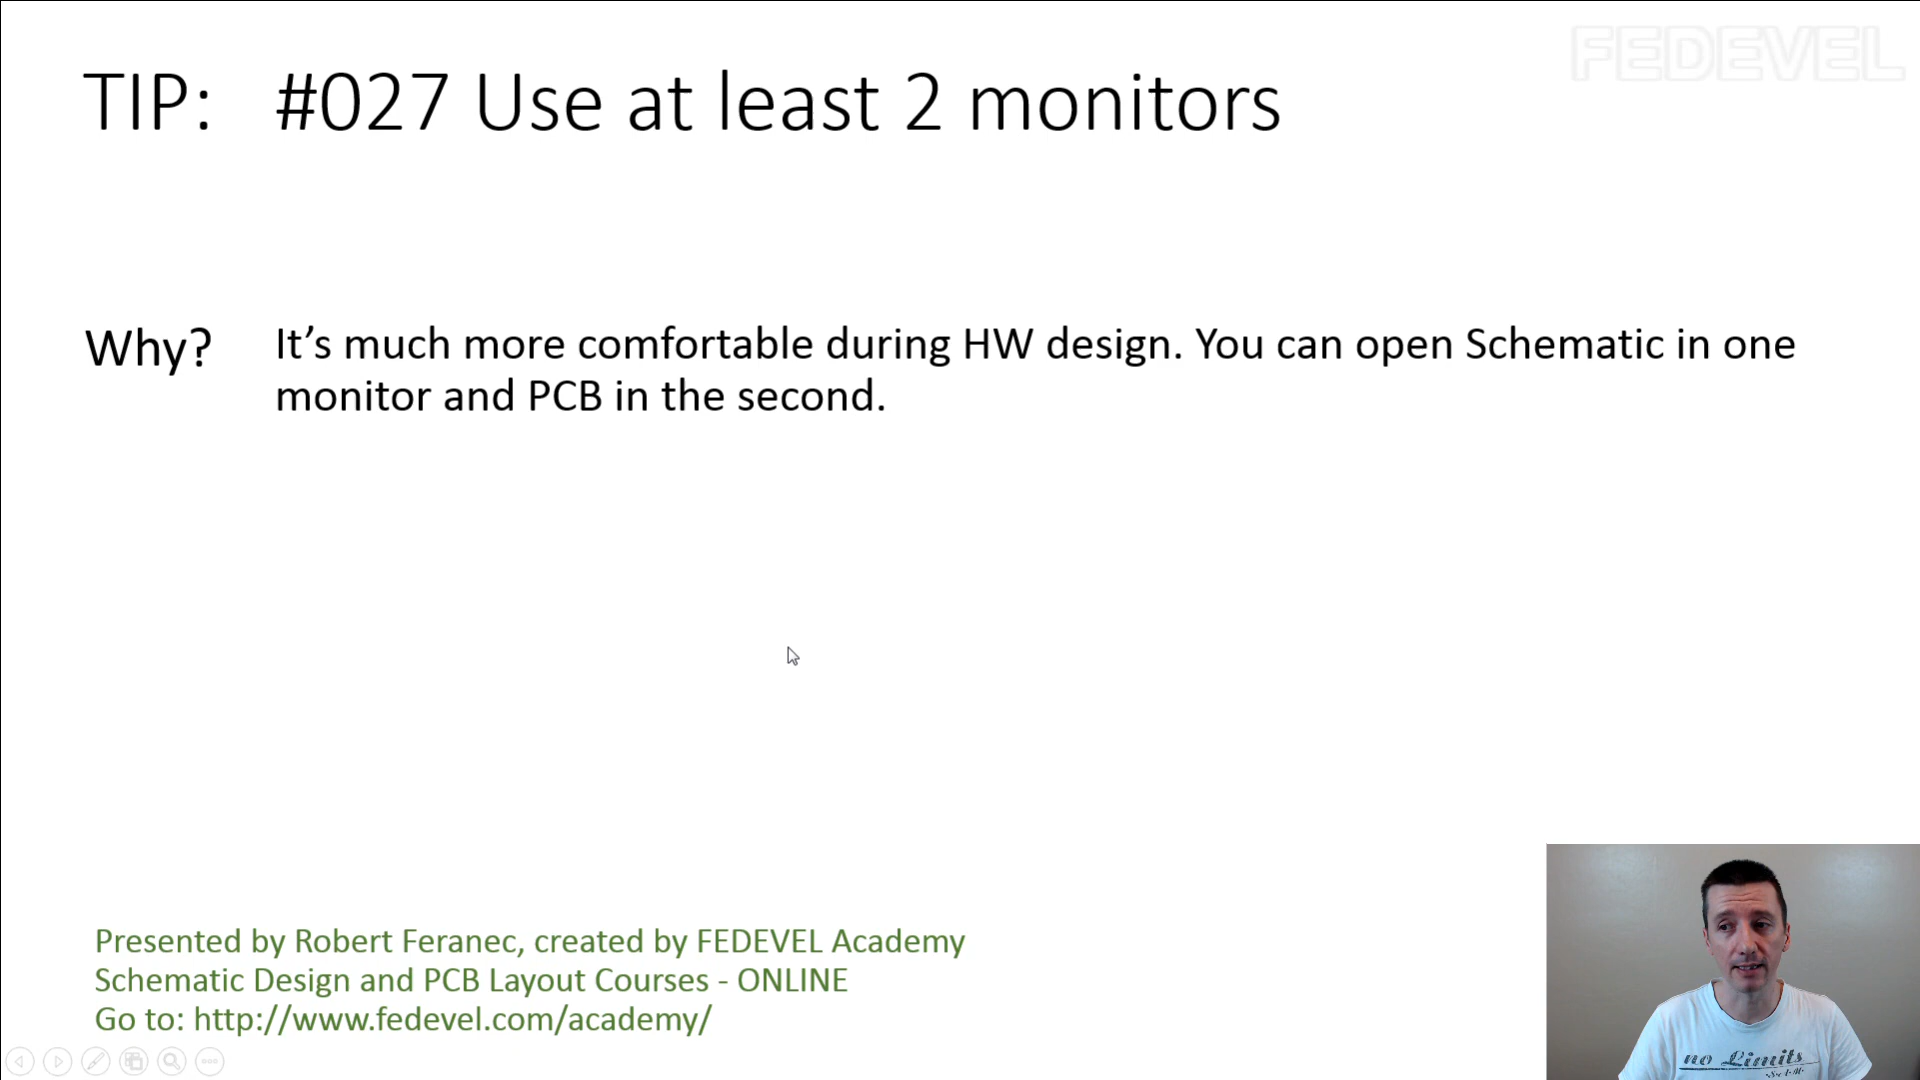 FEDEVEL
TIP: #027 Use at least 2 monitors
Why? It’s much more comfortable during HW design. You can open Schematic in one
monitor and PCB in the second.
Presented by Robert Feranec, created by FEDEVEL Academy
Schematic Design and PCB Layout Courses - ONLINE
Go to: http://www.fedevel.com/academy/
no Limits